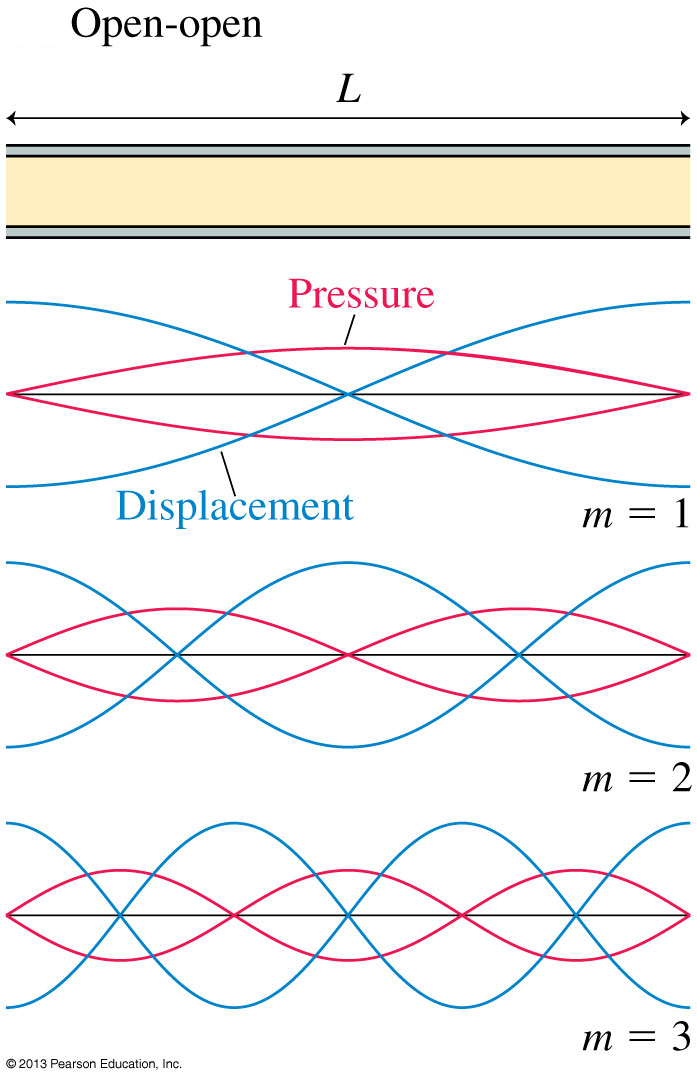 Open-open
L
Pressure
Displacement
m = 1
m = 2
m = 3
© 2013 Pearson Education, Inc.